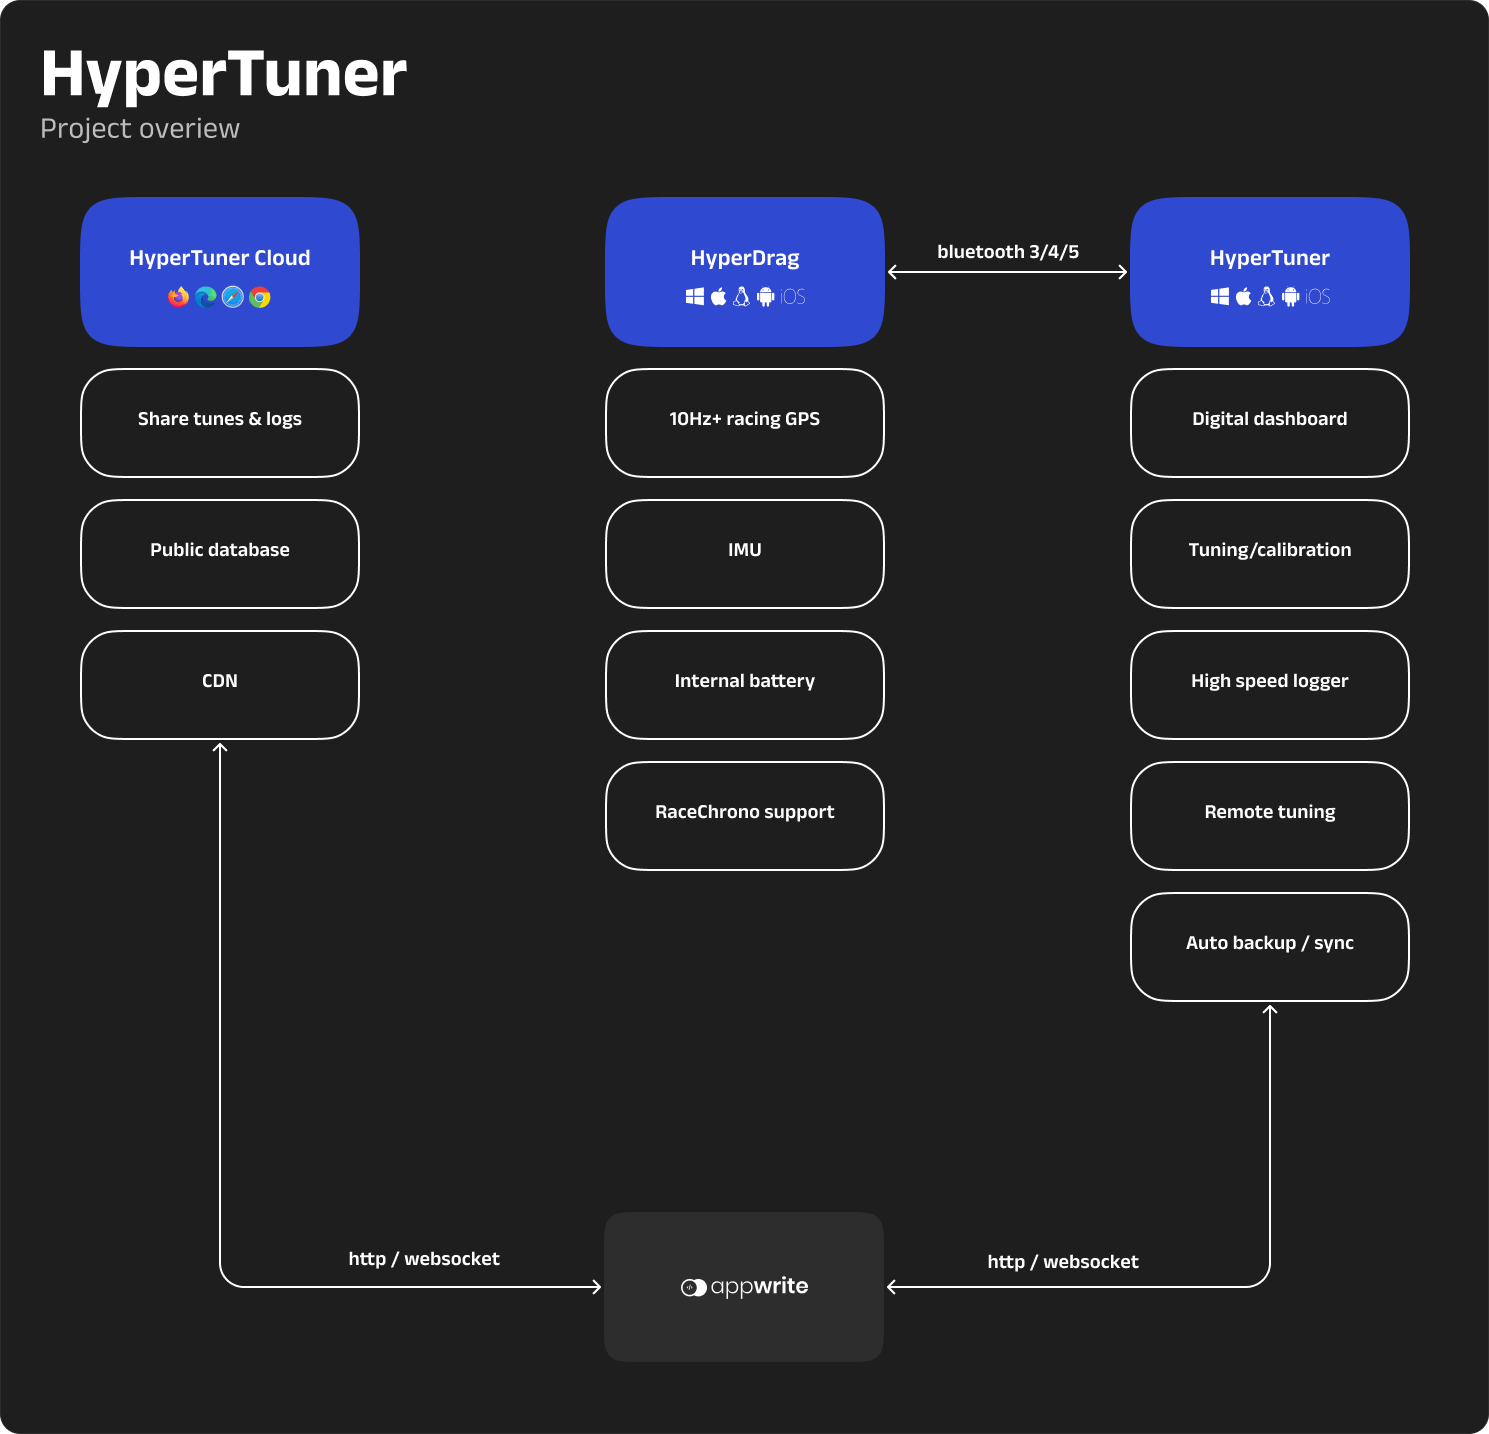 HyperTuner
Project overiew
HyperTuner Cloud
HyperDrag
iOS
bluetooth 3/4/5
HyperTuner
iOS
Share tunes & logs
Public database
CDN
10Hz+ racing GPS
IMU
Internal battery
RaceChrono support
Digital dashboard
Tuning/calibration
High speed logger
Remote tuning
Auto backup / sync
http / websocket
appwrite
http / websocket